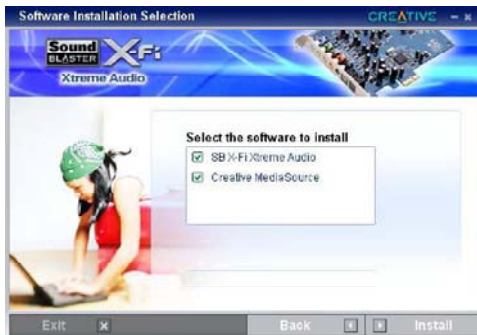 Software Installation Selection
CREATIVE
Sound
BLASTER
X-Fi
Xtreme Audio
Select the software to install
SB X-Fi Xtreme Audio
Creative MediaSource
Exit
Back
Install